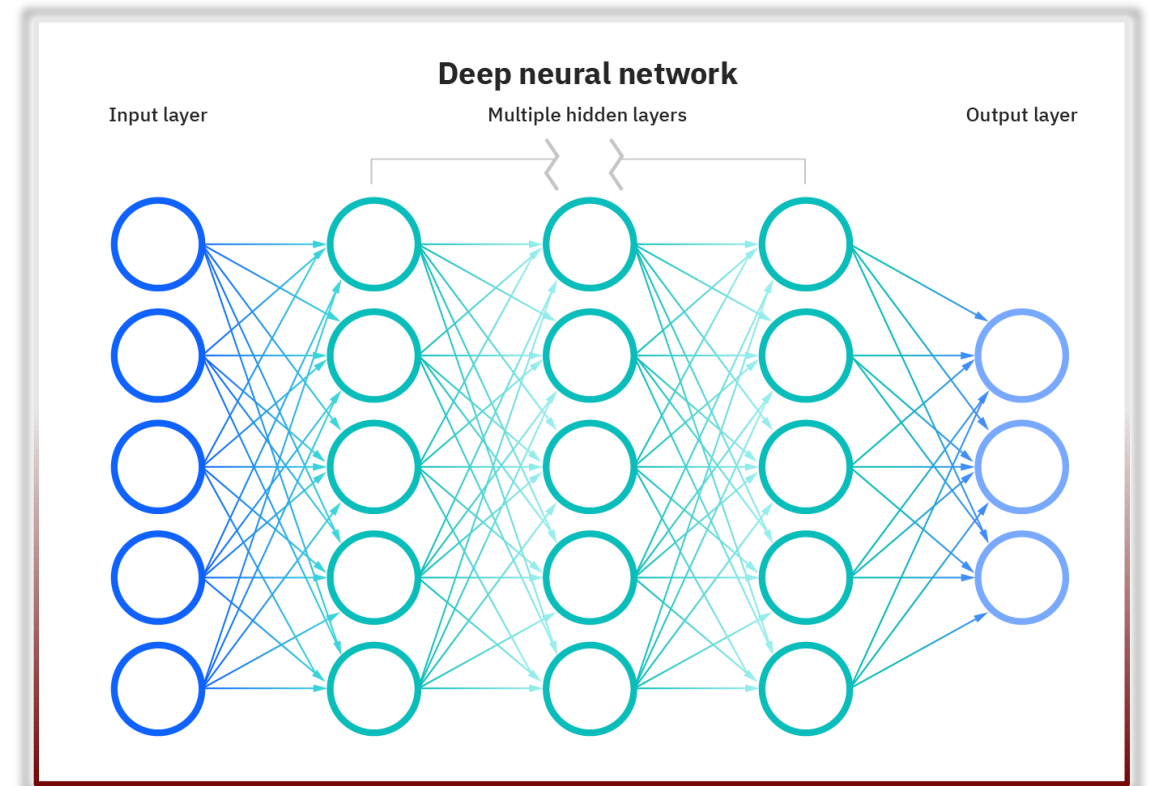 Deep neural network
Input layer
Multiple hidden layers
Output layer